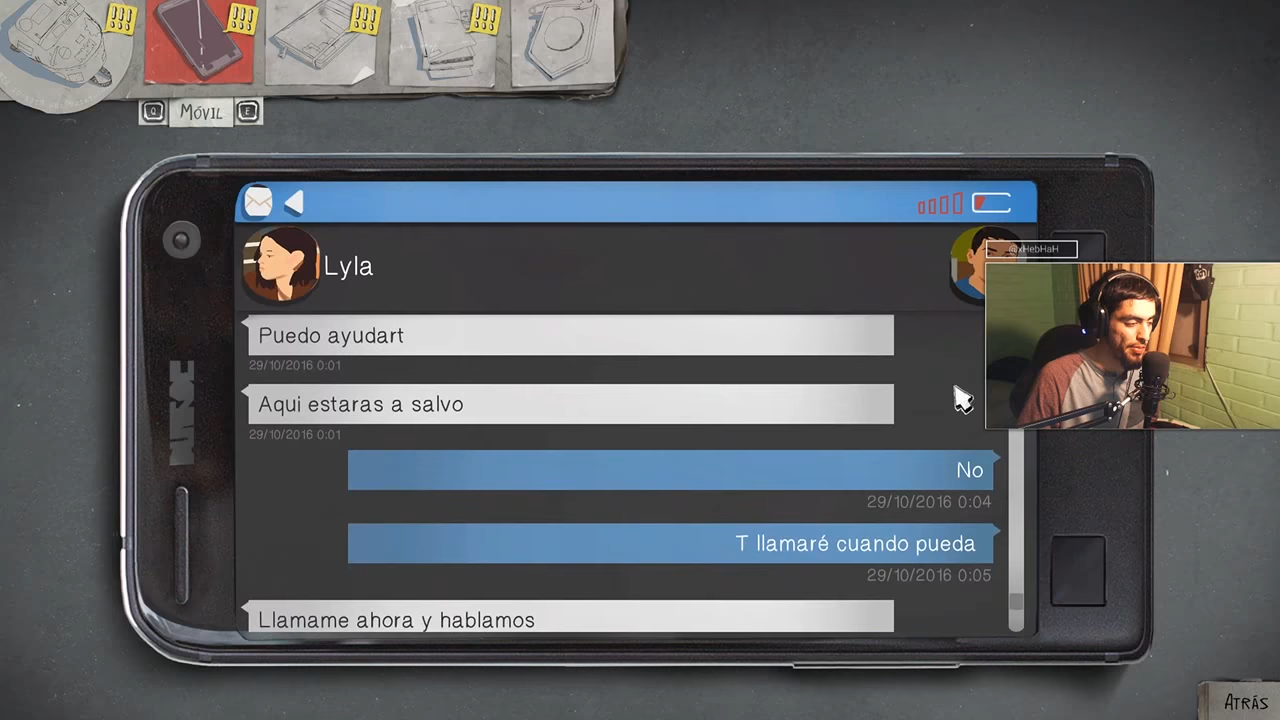 !!!
!!!
!!!
!!!
Q MÓVIL E
Lyla
@xHebHaH
Puedo ayudart
29/10/2016 0:01
Aqui estaras a salvo
29/10/2016 0:01
No
29/10/2016 0:04
T llamaré cuando pueda
29/10/2016 0:05
Llamame ahora y hablamos
ATRÁS